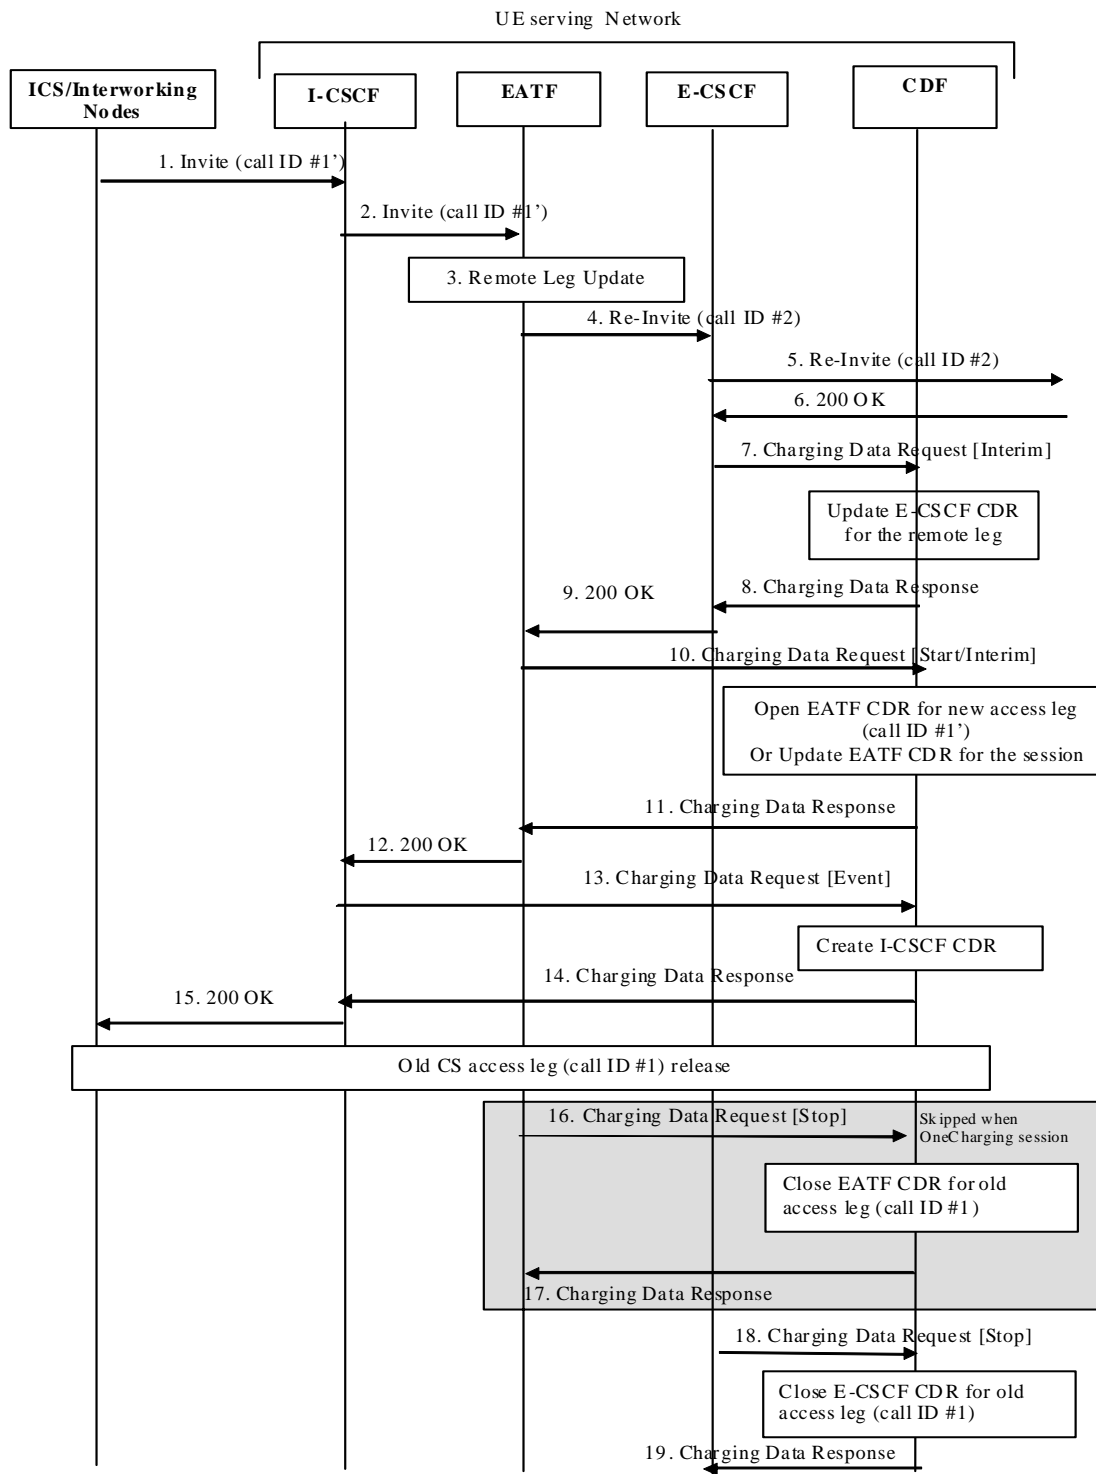 UE serving Network
ICS/Interworking
Nodes
I-CSCF
EATF
E-CSCF
CDF
1. Invite (call ID #1')
2. Invite (call ID #1')
3. Remote Leg Update
4. Re-Invite (call ID #2)
5. Re-Invite (call ID #2)
6. 200 OK
7. Charging Data Request [Interim]
Update E-CSCF CDR
for the remote leg
8. Charging Data Response
9. 200 OK
10. Charging Data Request [Start/Interim]
Open EATF CDR for new access leg
(call ID #1')
Or Update EATF CDR for the session
11. Charging Data Response
12. 200 OK
13. Charging Data Request [Event]
Create I-CSCF CDR
14. Charging Data Response
15. 200 OK
Old CS access leg (call ID #1) release
16. Charging Data Request [Stop]
Skipped when
OneCharging session
Close EATF CDR for old
access leg (call ID #1)
17. Charging Data Response
18. Charging Data Request [Stop]
Close E-CSCF CDR for old
access leg (call ID #1)
19. Charging Data Response